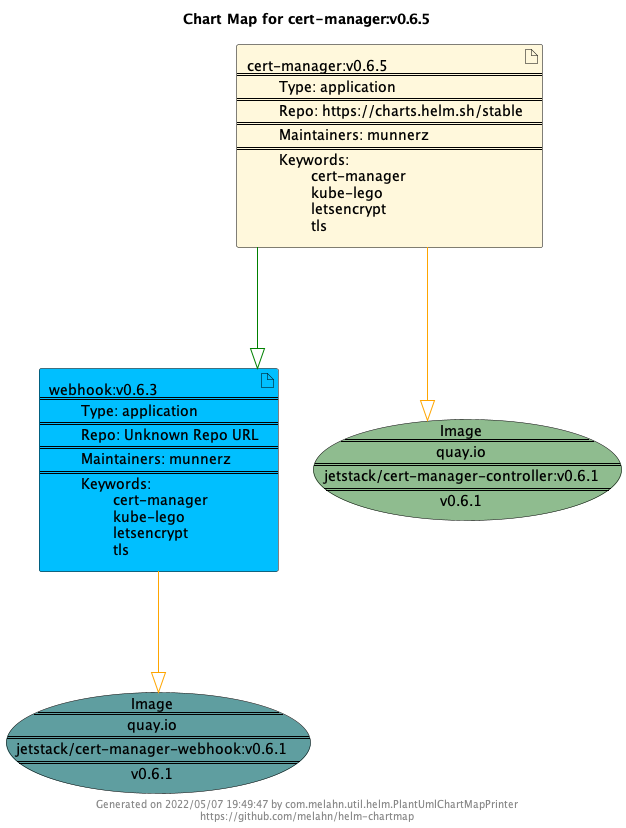 Chart Map for cert-manager:v0.6.5
cert-manager:v0.6.5
Type: application
Repo: https://charts.helm.sh/stable
Maintainers: munnerz
Keywords:
cert-manager
kube-lego
letsencrypt
tls
webhook:v0.6.3
Type: application
Repo: Unknown Repo URL
Maintainers: munnerz
Keywords:
cert-manager
kube-lego
letsencrypt
tls
Image
quay.io
jetstack/cert-manager-controller:v0.6.1
v0.6.1
Image
quay.io
jetstack/cert-manager-webhook:v0.6.1
v0.6.1
Generated on 2022/05/07 19:49:47 by com.melahn.util.helm.PlantUmlChartMapPrinter
https://github.com/melahn/helm-chartmap